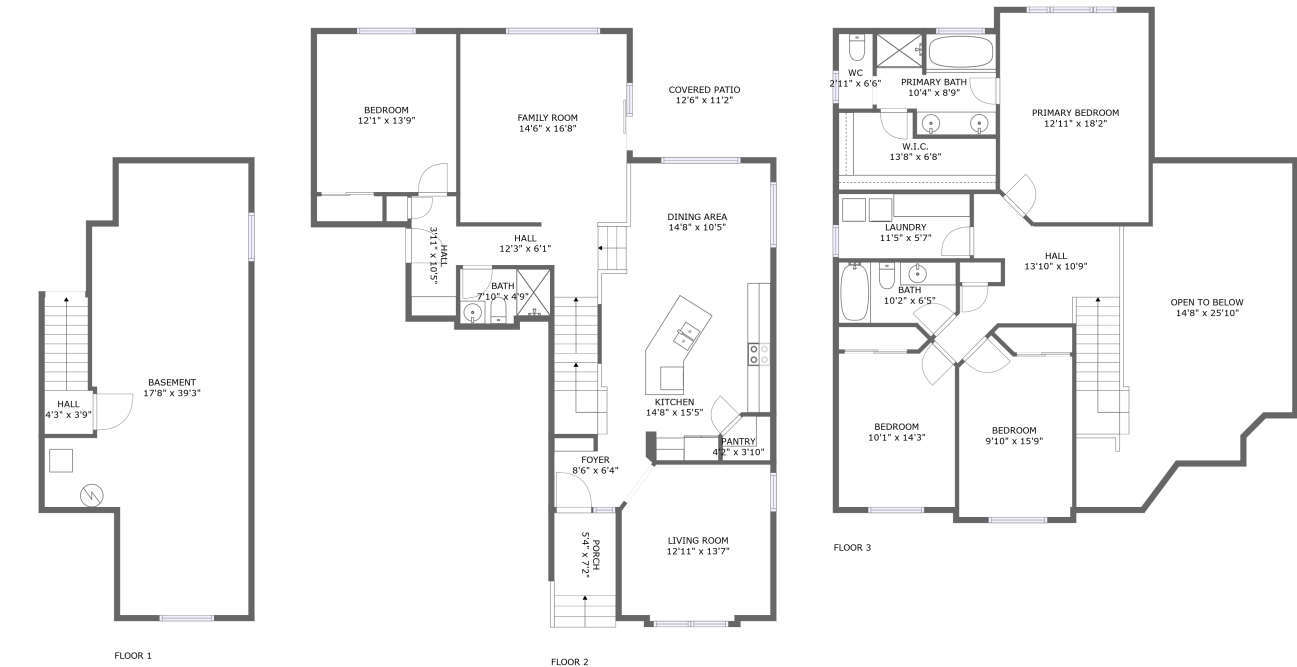 BASEMENT
17'8" x 39'3"
HALL
4'3" x 3'9"
FLOOR 1
BEDROOM
12'1" x 13'9"
FAMILY ROOM
14'6" x 16'8"
COVERED PATIO
12'6" x 11'2"
DINING AREA
14'8" x 10'5"
HALL
12'3" x 6'1"
HALL
3'11" x 10'5"
BATH
7'10" x 4'9"
KITCHEN
14'8" x 15'5"
PANTRY
4'2" x 3'10"
FOYER
8'6" x 6'4"
LIVING ROOM
12'11" x 13'7"
PORCH
5'4" x 7'2"
FLOOR 2
WC
2'11" x 6'6"
PRIMARY BATH
10'4" x 8'9"
PRIMARY BEDROOM
12'11" x 18'2"
W.I.C.
13'8" x 6'8"
LAUNDRY
11'5" x 5'7"
HALL
13'10" x 10'9"
BATH
10'2" x 6'5"
OPEN TO BELOW
14'8" x 25'10"
BEDROOM
10'1" x 14'3"
BEDROOM
9'10" x 15'9"
FLOOR 3